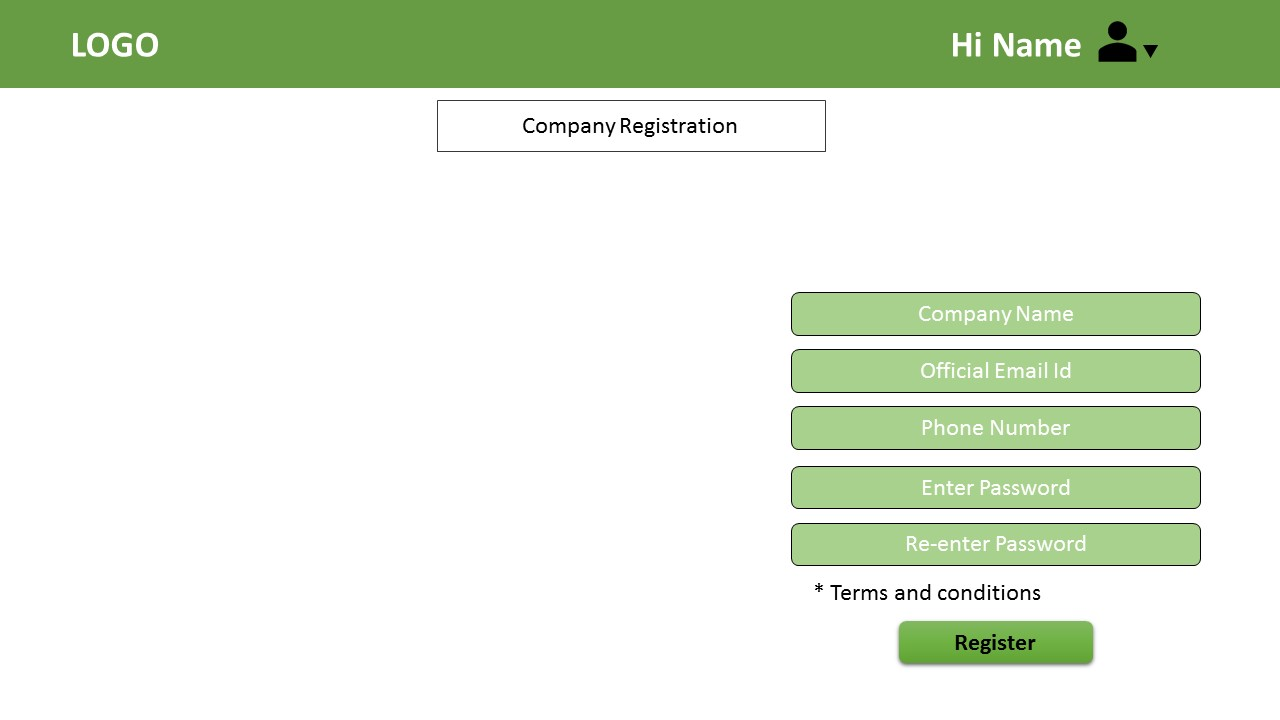 LOGO
Hi Name
Company Registration
Company Name
Official Email Id
Phone Number
Enter Password
Re-enter Password
* Terms and conditions
Register